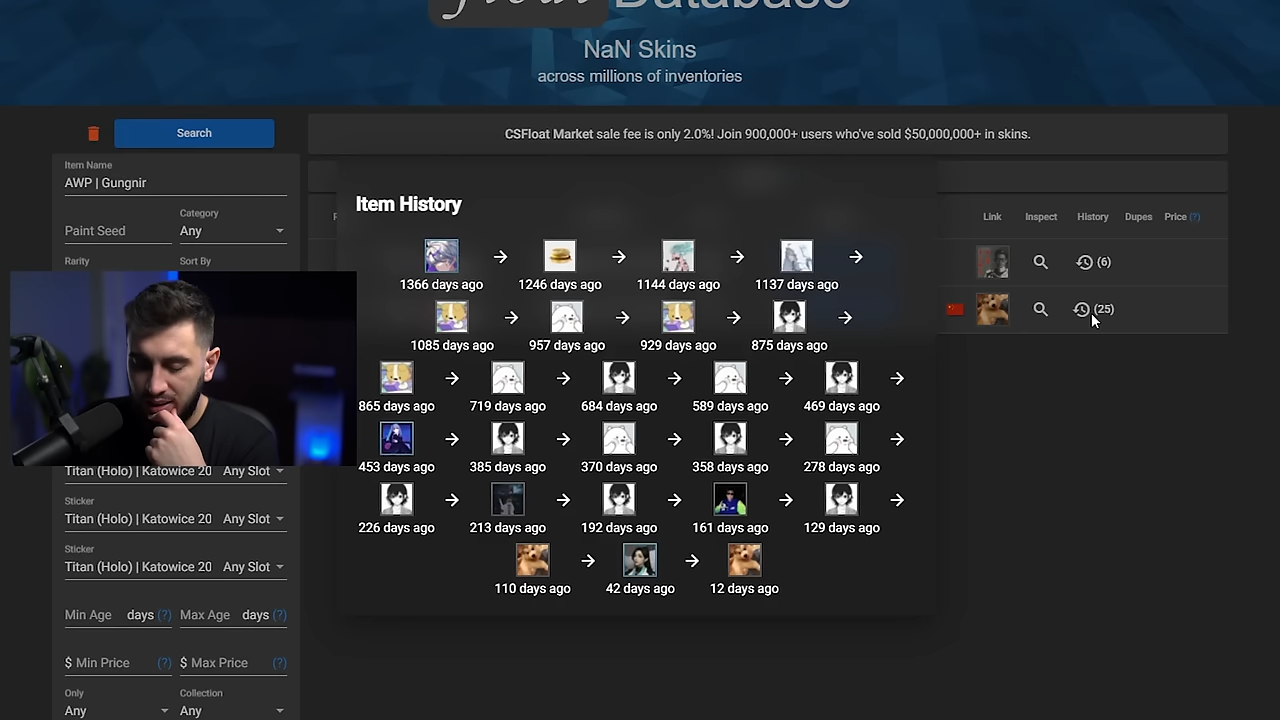 float Database
NaN Skins
across millions of inventories
Search
CSFloat Market sale fee is only 2.0%! Join 900,000+ users who've sold $50,000,000+ in skins.
Item Name
AWP | Gungnir
Category
Paint Seed Any
Rarity Sort By
Item History
Link Inspect History Dupes Price (?)
(6)
(25)
1366 days ago 1246 days ago 1144 days ago 1137 days ago
1085 days ago 957 days ago 929 days ago 875 days ago
865 days ago 719 days ago 684 days ago 589 days ago 469 days ago
453 days ago 385 days ago 370 days ago 358 days ago 278 days ago
226 days ago 213 days ago 192 days ago 161 days ago 129 days ago
110 days ago 42 days ago 12 days ago
Titan (Holo) | Katowice 20 Any Slot
Sticker
Titan (Holo) | Katowice 20 Any Slot
Sticker
Titan (Holo) | Katowice 20 Any Slot
Min Age days (?) Max Age days (?)
$ Min Price (?) $ Max Price (?)
Only Collection
Any Any